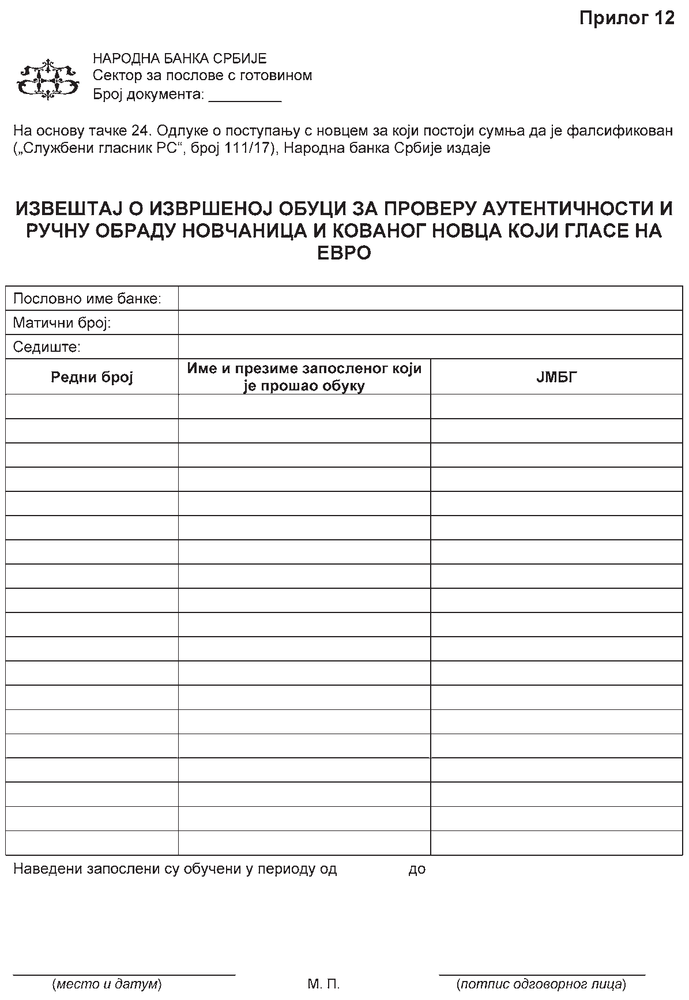 Прилог 12
НАРОДНА БАНКА СРБИЈЕ
Сектор за послове с готовином
Број документа: _________
На основу тачке 24. Одлуке о поступању с новцем за који постоји сумња да је фалсификован
(„Службени гласник РС“, број 111/17), Народна банка Србије издаје
ИЗВЕШТАЈ О ИЗВРШЕНОЈ ОБУЦИ ЗА ПРОВЕРУ АУТЕНТИЧНОСТИ И
РУЧНУ ОБРАДУ НОВЧАНИЦА И КОВАНОГ НОВЦА КОЈИ ГЛАСЕ НА
ЕВРО
Пословно име банке:
Матични број:
Седиште:
Редни број
Име и презиме запосленог који
је прошао обуку
ЈМБГ
Наведени запослени су обучени у периоду од до
(место и датум) М. П. (потпис одговорног лица)